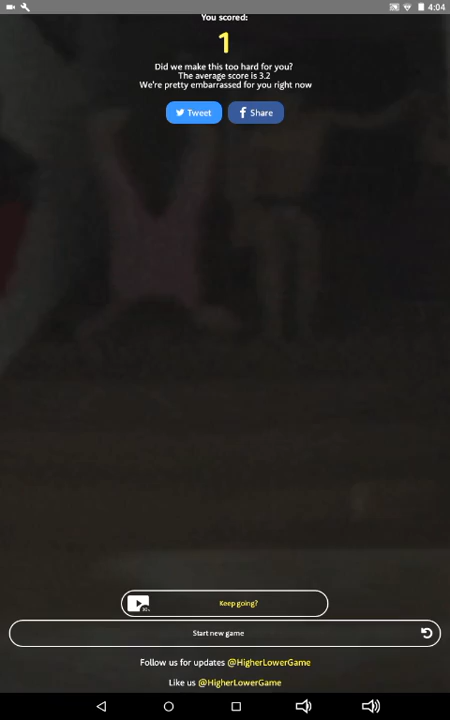 4:04
You scored:
1
Did we make this too hard for you?
The average score is 3.2
We're pretty embarrassed for you right now
Tweet
Share
Keep going?
Start new game
Follow us for updates @HigherLowerGame
Like us @HigherLowerGame